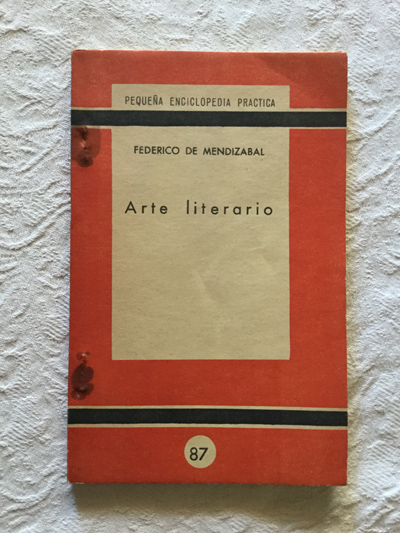 PEQUEÑA ENCICLOPEDIA PRACTICA
FEDERICO DE MENDIZABAL
Arte literario
87